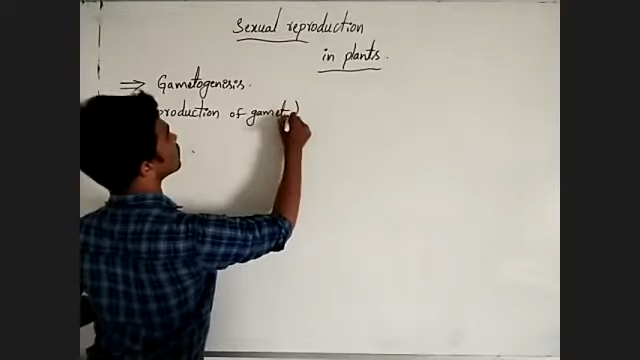 Sexual reproduction
in plants.
⇒ Gametogenesis.
production of gamet